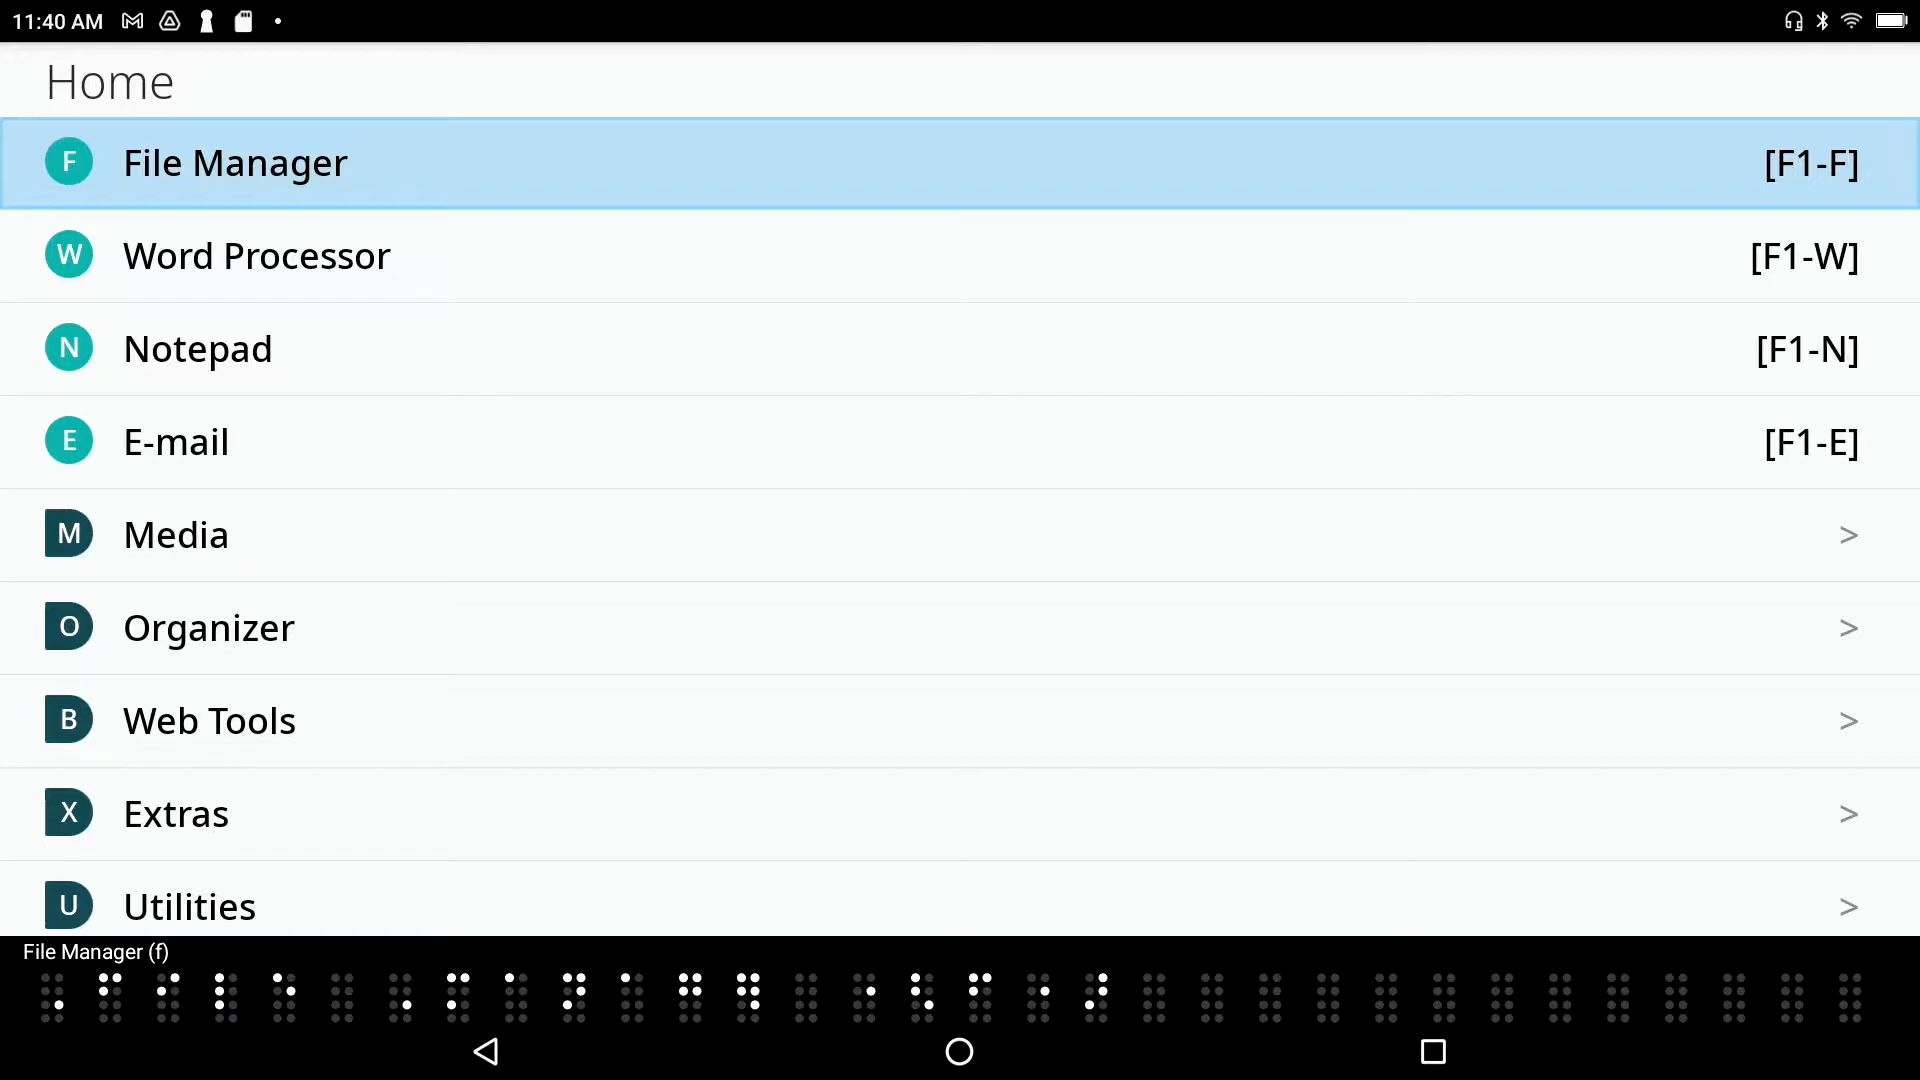 11:40 AM
Home
F File Manager [F1-F]
W Word Processor [F1-W]
N Notepad [F1-N]
E E-mail [F1-E]
M Media >
O Organizer >
B Web Tools >
X Extras >
U Utilities >
File Manager (f)
⠠⠋⠊⠇⠑⠀⠠⠍⠁⠝⠁⠛⠻⠀⠐⠣⠋⠐⠜